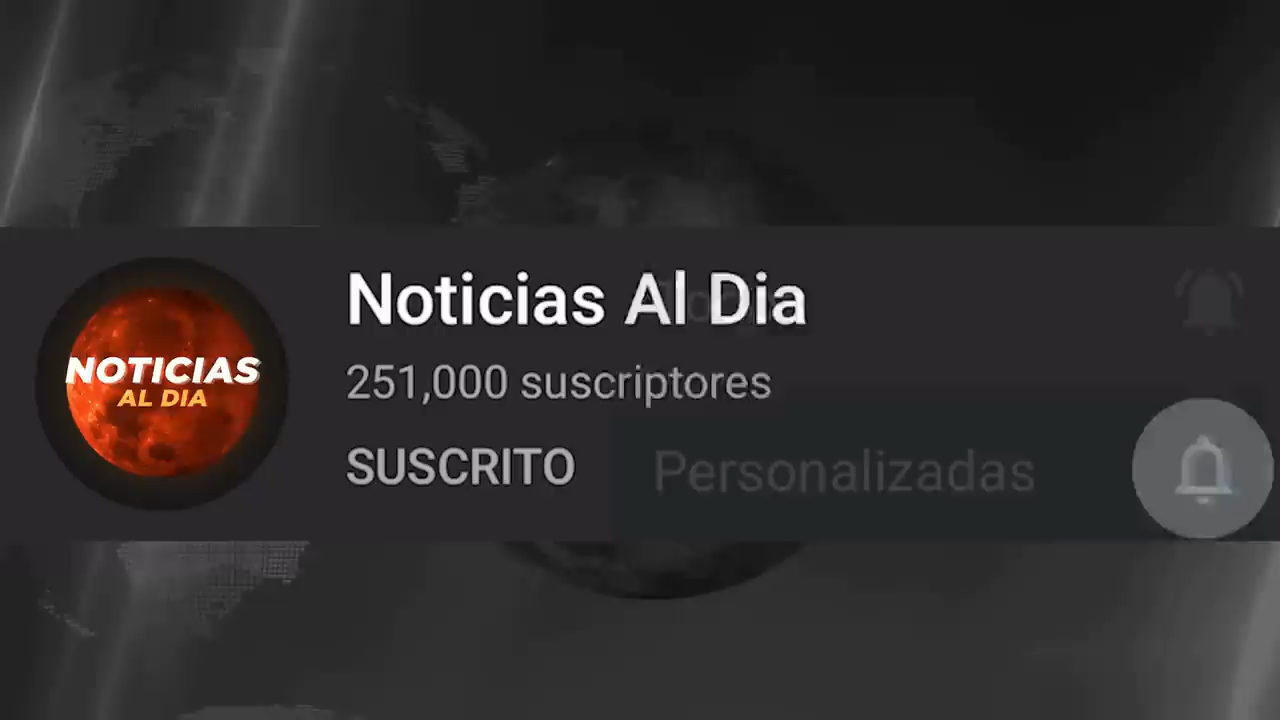 NOTICIAS
AL DIA
Noticias Al Dia
251,000 suscriptores
SUSCRITO
Personalizadas